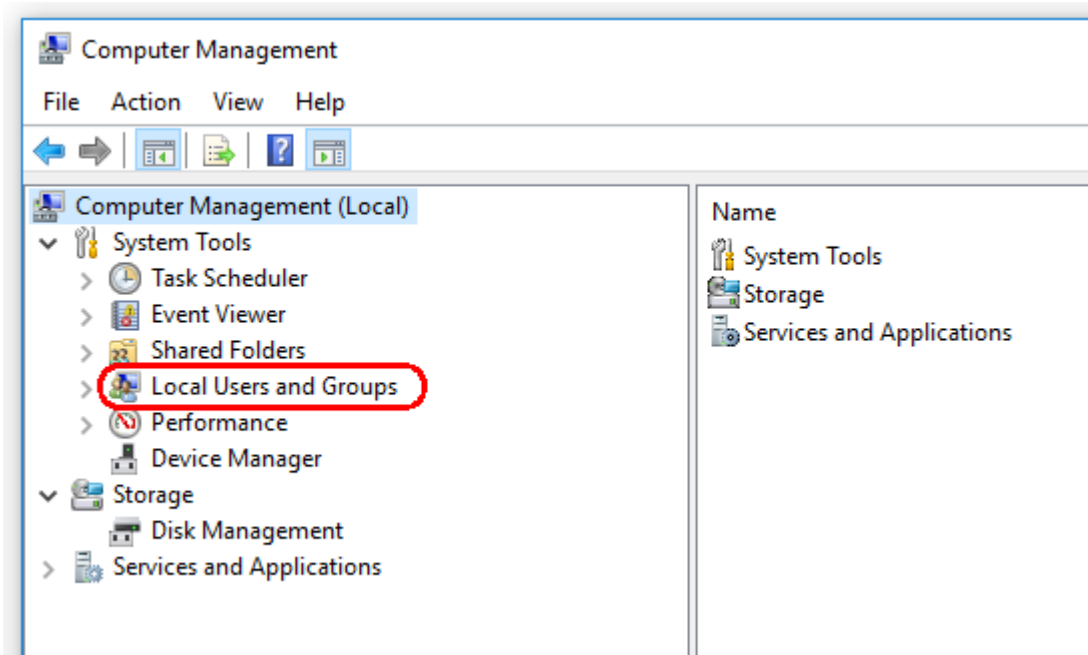 Computer Management
File Action View Help
Computer Management (Local)
System Tools
Task Scheduler
Event Viewer
Shared Folders
Local Users and Groups
Performance
Device Manager
Storage
Disk Management
Services and Applications
Name
System Tools
Storage
Services and Applications